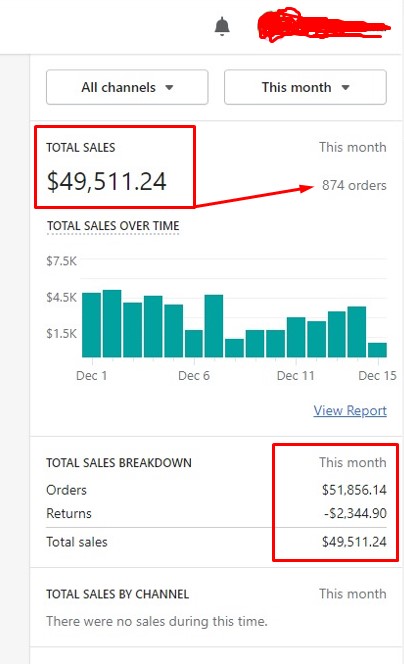 All channels This month
TOTAL SALES This month
$49,511.24 874 orders
TOTAL SALES OVER TIME
$7.5K
$4.5K
$1.5K
Dec 1 Dec 6 Dec 11 Dec 15
View Report
TOTAL SALES BREAKDOWN This month
Orders $51,856.14
Returns -$2,344.90
Total sales $49,511.24
TOTAL SALES BY CHANNEL This month
There were no sales during this time.